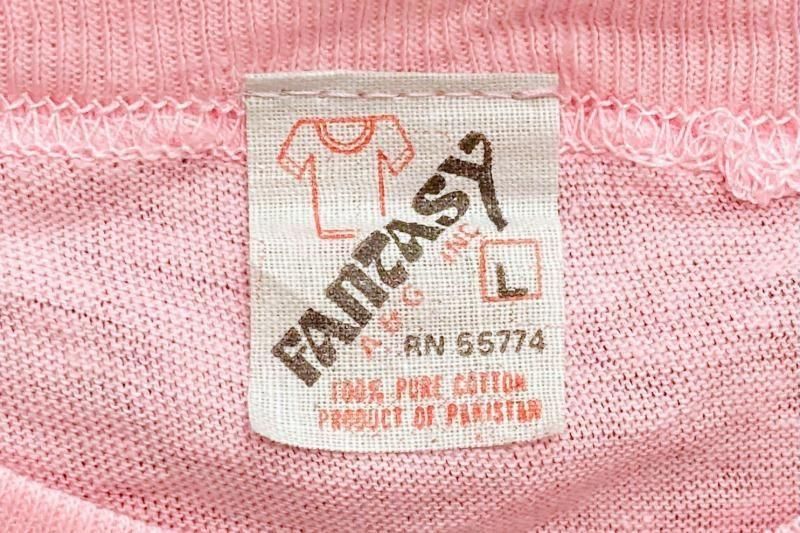 FANTASY
A&G INC
L
RN 55774
100% PURE COTTON
PRODUCT OF PAKISTAN